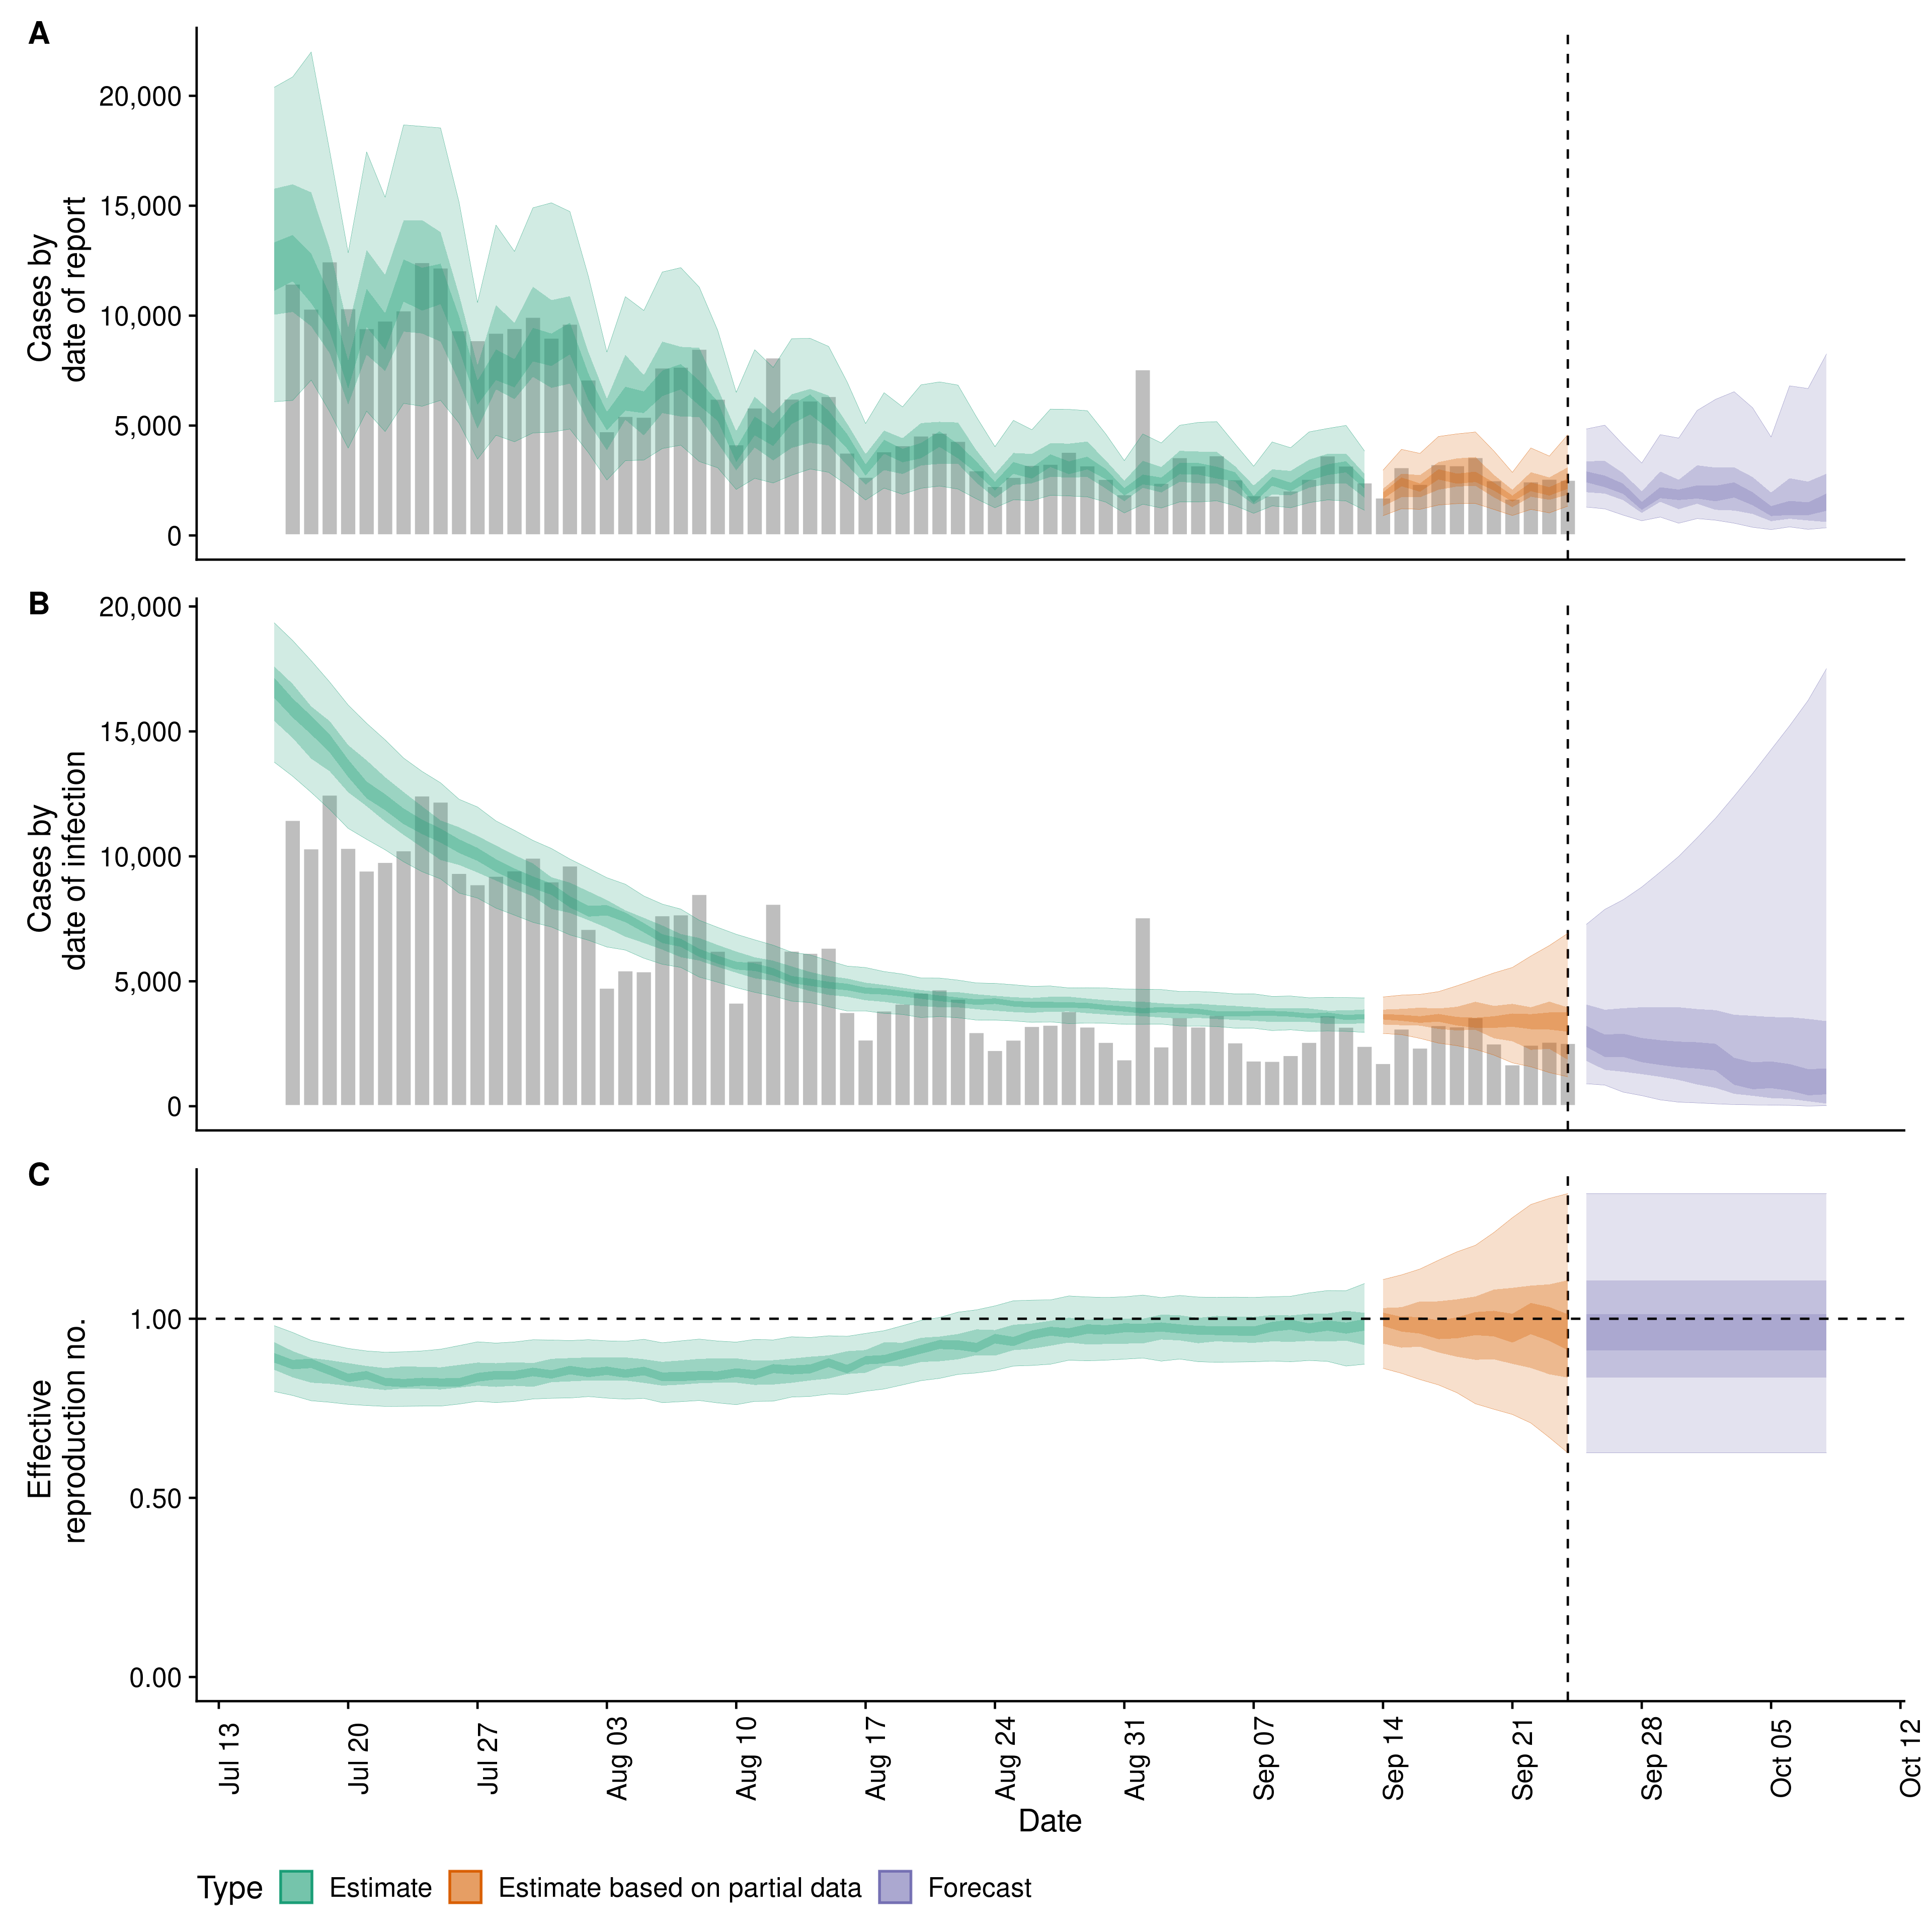 A
20,000
15,000
10,000
5,000
0
Cases by
date of report
B
20,000
15,000
10,000
5,000
0
Cases by
date of infection
C
1.00
0.50
0.00
Effective
reproduction no.
Jul 13
Jul 20
Jul 27
Aug 03
Aug 10
Aug 17
Aug 24
Aug 31
Sep 07
Sep 14
Sep 21
Sep 28
Oct 05
Oct 12
Date
Type Estimate Estimate based on partial data Forecast